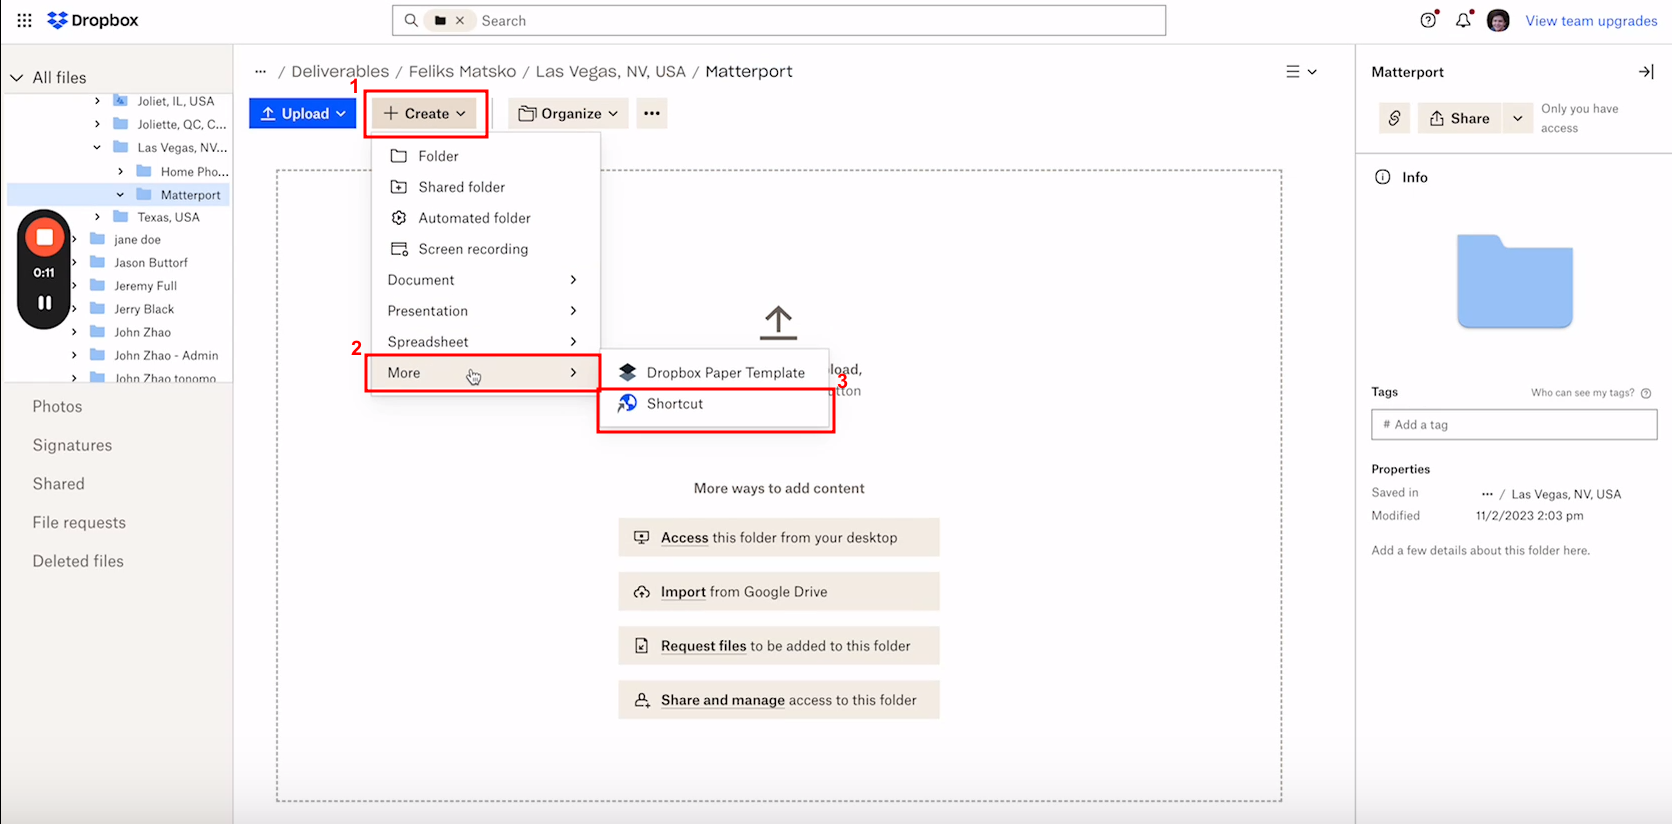 Dropbox
Search
View team upgrades
All files
Joliet, IL, USA
Joliette, QC, C...
Las Vegas, NV...
Home Pho...
Matterport
Texas, USA
jane doe
Jason Buttorf
Jeremy Full
Jerry Black
John Zhao
John Zhao - Admin
John Zhao tonomo
0:11
Photos
Signatures
Shared
File requests
Deleted files
... / Deliverables / Feliks Matsko / Las Vegas, NV, USA / Matterport
1
Upload
+ Create
Organize
...
Folder
Shared folder
Automated folder
Screen recording
Document
Presentation
Spreadsheet
2
More
Dropbox Paper Template
3
Shortcut
load,
tton
More ways to add content
Access this folder from your desktop
Import from Google Drive
Request files to be added to this folder
Share and manage access to this folder
Matterport
Share
Only you have
access
Info
Tags
Who can see my tags?
# Add a tag
Properties
Saved in ... / Las Vegas, NV, USA
Modified 11/2/2023 2:03 pm
Add a few details about this folder here.